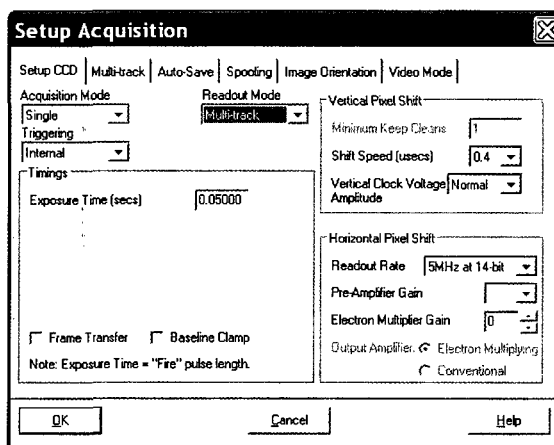 Setup Acquisition
Setup CCD Multi-track Auto-Save Spooling Image Orientation Video Mode
Acquisition Mode
Single
Readout Mode
Multi-track
Triggering
Internal
Timings
Exposure Time (secs) 0.05000
Frame Transfer Baseline Clamp
Note: Exposure Time = "Fire" pulse length.
Vertical Pixel Shift
Minimum Keep Cleans 1
Shift Speed (usecs) 0.4
Vertical Clock Voltage Normal
Amplitude
Horizontal Pixel Shift
Readout Rate 5MHz at 14-bit
Pre-Amplifier Gain
Electron Multiplier Gain 0
Output Amplifier: Electron Multiplying
Conventional
OK Cancel Help